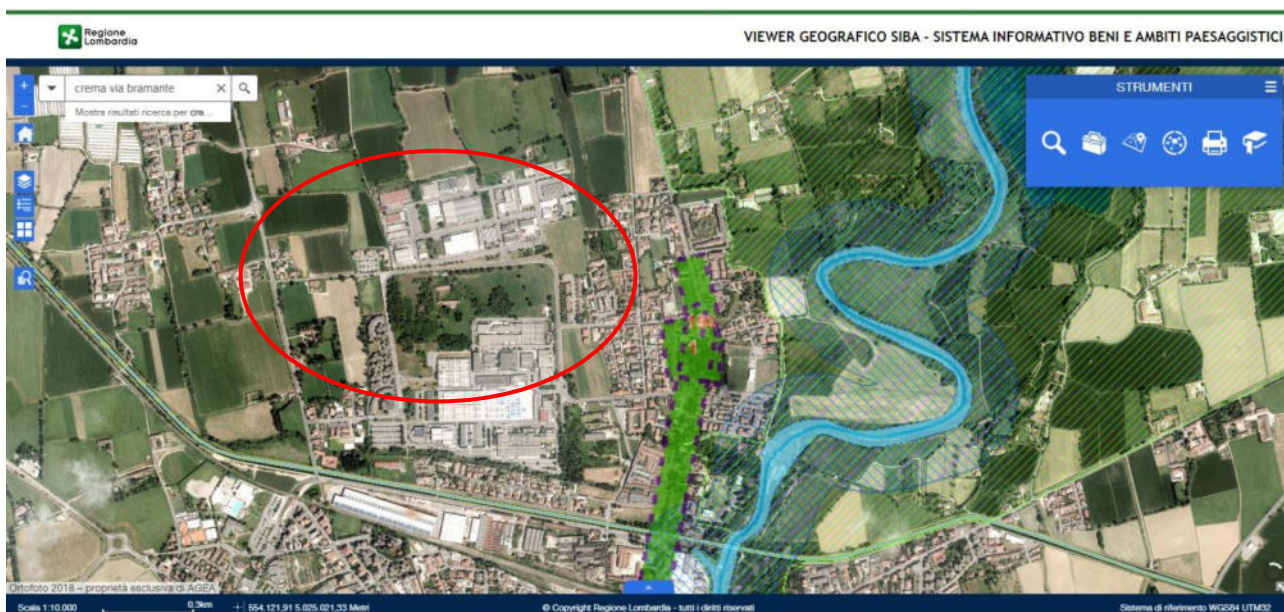 Regione
Lombardia
VIEWER GEOGRAFICO SIBA - SISTEMA INFORMATIVO BENI E AMBITI PAESAGGISTICI
+
crema via bramante
Mostra risultati ricerca per cre...
STRUMENTI
Ortofoto 2018 – proprietà esclusiva di AGEA
Scala 1:10.000
0.3km
554.121,91 5.025.021,33 Metri
© Copyright Regione Lombardia - tutti i diritti riservati
Sistema di riferimento WGS84 UTM32